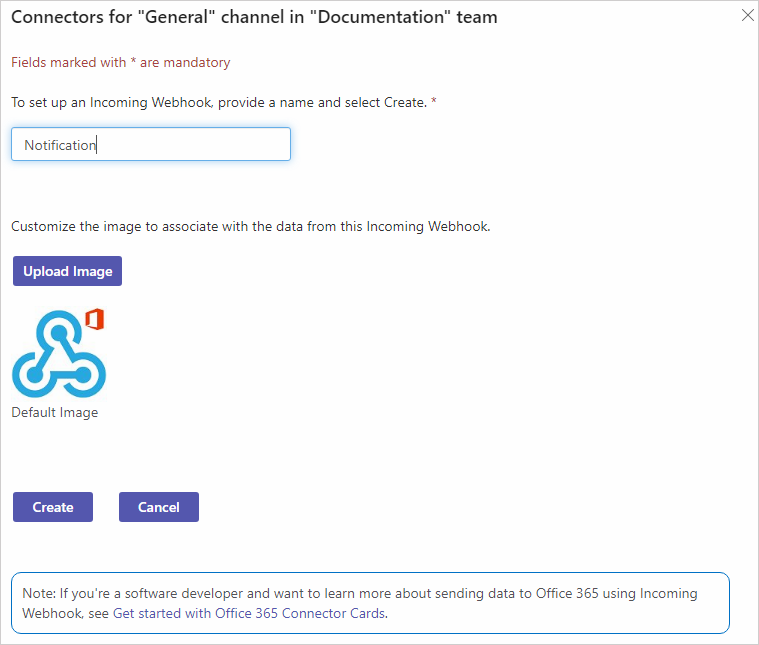 Connectors for "General" channel in "Documentation" team
Fields marked with * are mandatory
To set up an Incoming Webhook, provide a name and select Create. *
Notification
Customize the image to associate with the data from this Incoming Webhook.
Upload Image
Default Image
Create
Cancel
Note: If you're a software developer and want to learn more about sending data to Office 365 using Incoming
Webhook, see Get started with Office 365 Connector Cards.